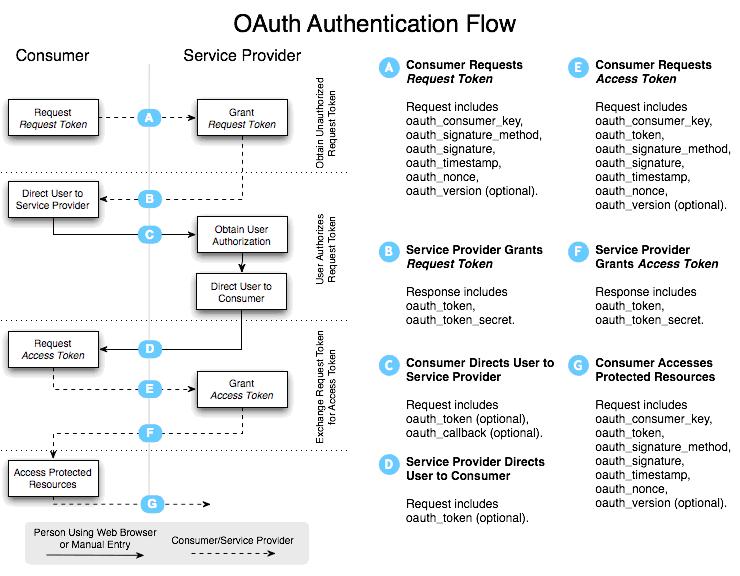 OAuth Authentication Flow
Consumer
Service Provider
Request
Request Token
A
Grant
Request Token
Obtain Unauthorized
Request Token
B
Direct User to
Service Provider
C
Obtain User
Authorization
Direct User to
Consumer
User Authorizes
Request Token
Request
Access Token
D
E
Grant
Access Token
F
Exchange Request Token
for Access Token
Access Protected
Resources
G
Person Using Web Browser
or Manual Entry
Consumer/Service Provider
A
Consumer Requests
Request Token
Request includes
oauth_consumer_key,
oauth_signature_method,
oauth_signature,
oauth_timestamp,
oauth_nonce,
oauth_version (optional).
B
Service Provider Grants
Request Token
Response includes
oauth_token,
oauth_token_secret.
C
Consumer Directs User to
Service Provider
Request includes
oauth_token (optional),
oauth_callback (optional).
D
Service Provider Directs
User to Consumer
Request includes
oauth_token (optional).
E
Consumer Requests
Access Token
Request includes
oauth_consumer_key,
oauth_token,
oauth_signature_method,
oauth_signature,
oauth_timestamp,
oauth_nonce,
oauth_version (optional).
F
Service Provider
Grants Access Token
Response includes
oauth_token,
oauth_token_secret.
G
Consumer Accesses
Protected Resources
Request includes
oauth_consumer_key,
oauth_token,
oauth_signature_method,
oauth_signature,
oauth_timestamp,
oauth_nonce,
oauth_version (optional).